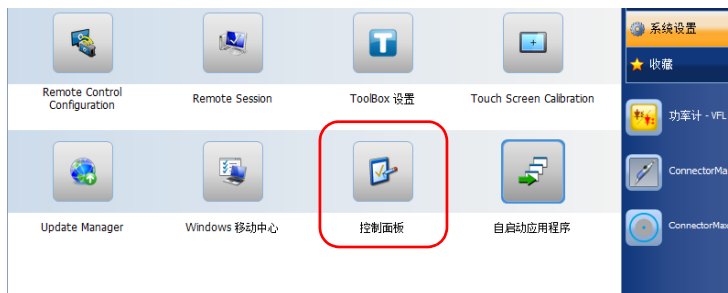 Remote Control
Configuration
Remote Session
ToolBox 设置
Touch Screen Calibration
Update Manager
Windows 移动中心
控制面板
自启动应用程序
系统设置
收藏
功率计 - VFL
ConnectorMa
ConnectorMax